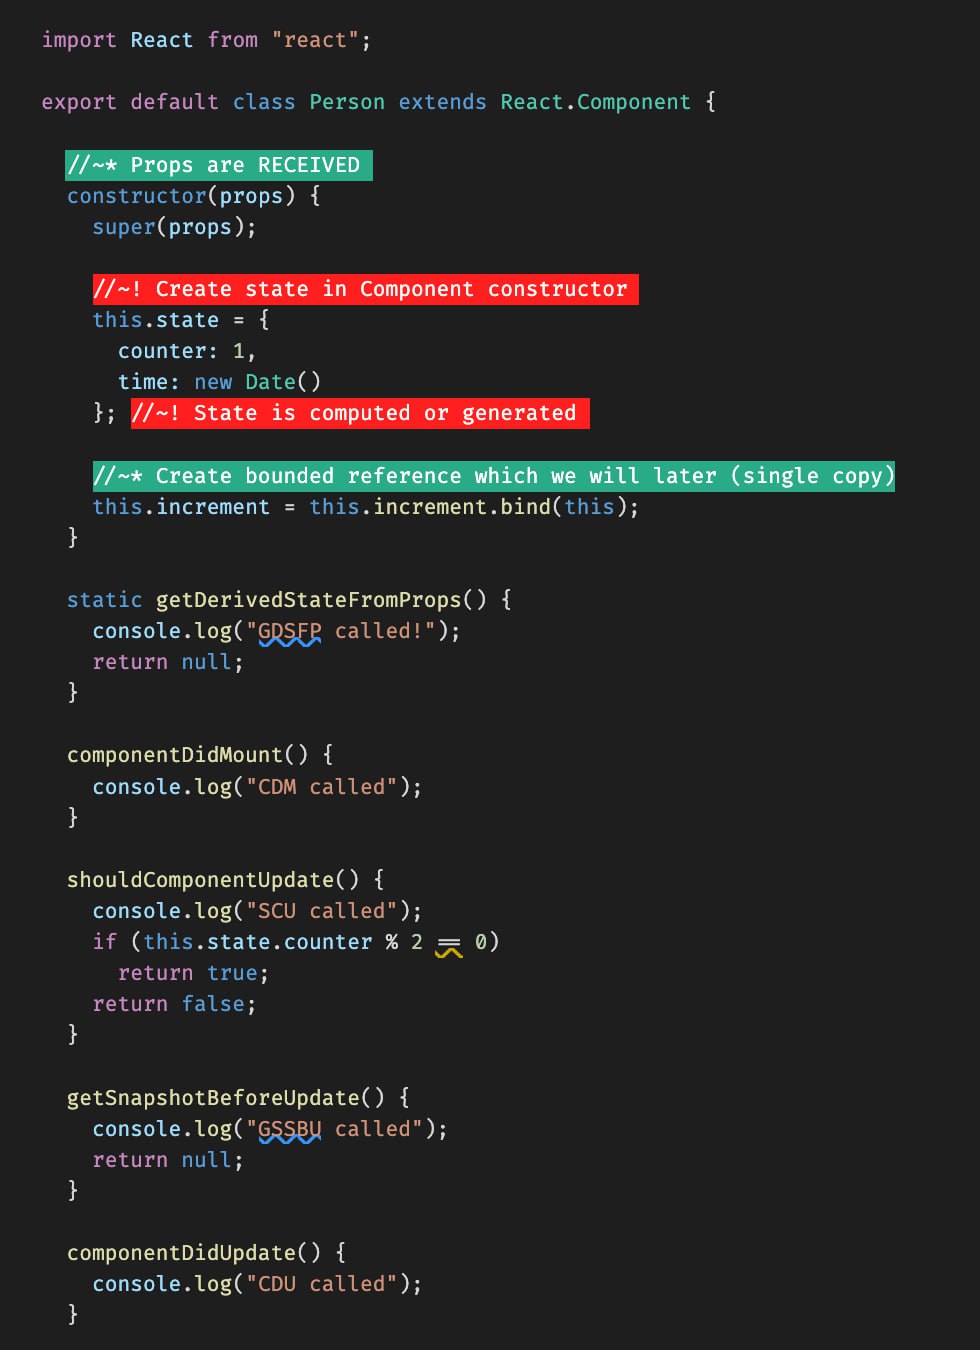 import React from "react";
export default class Person extends React.Component {
//~* Props are RECEIVED
constructor(props) {
super(props);
//~! Create state in Component constructor
this.state = {
counter: 1,
time: new Date()
}; //~! State is computed or generated
//~* Create bounded reference which we will later (single copy)
this.increment = this.increment.bind(this);
}
static getDerivedStateFromProps() {
console.log("GDSFP called!");
return null;
}
componentDidMount() {
console.log("CDM called");
}
shouldComponentUpdate() {
console.log("SCU called");
if (this.state.counter % 2 == 0)
return true;
return false;
}
getSnapshotBeforeUpdate() {
console.log("GSSBU called");
return null;
}
componentDidUpdate() {
console.log("CDU called");
}